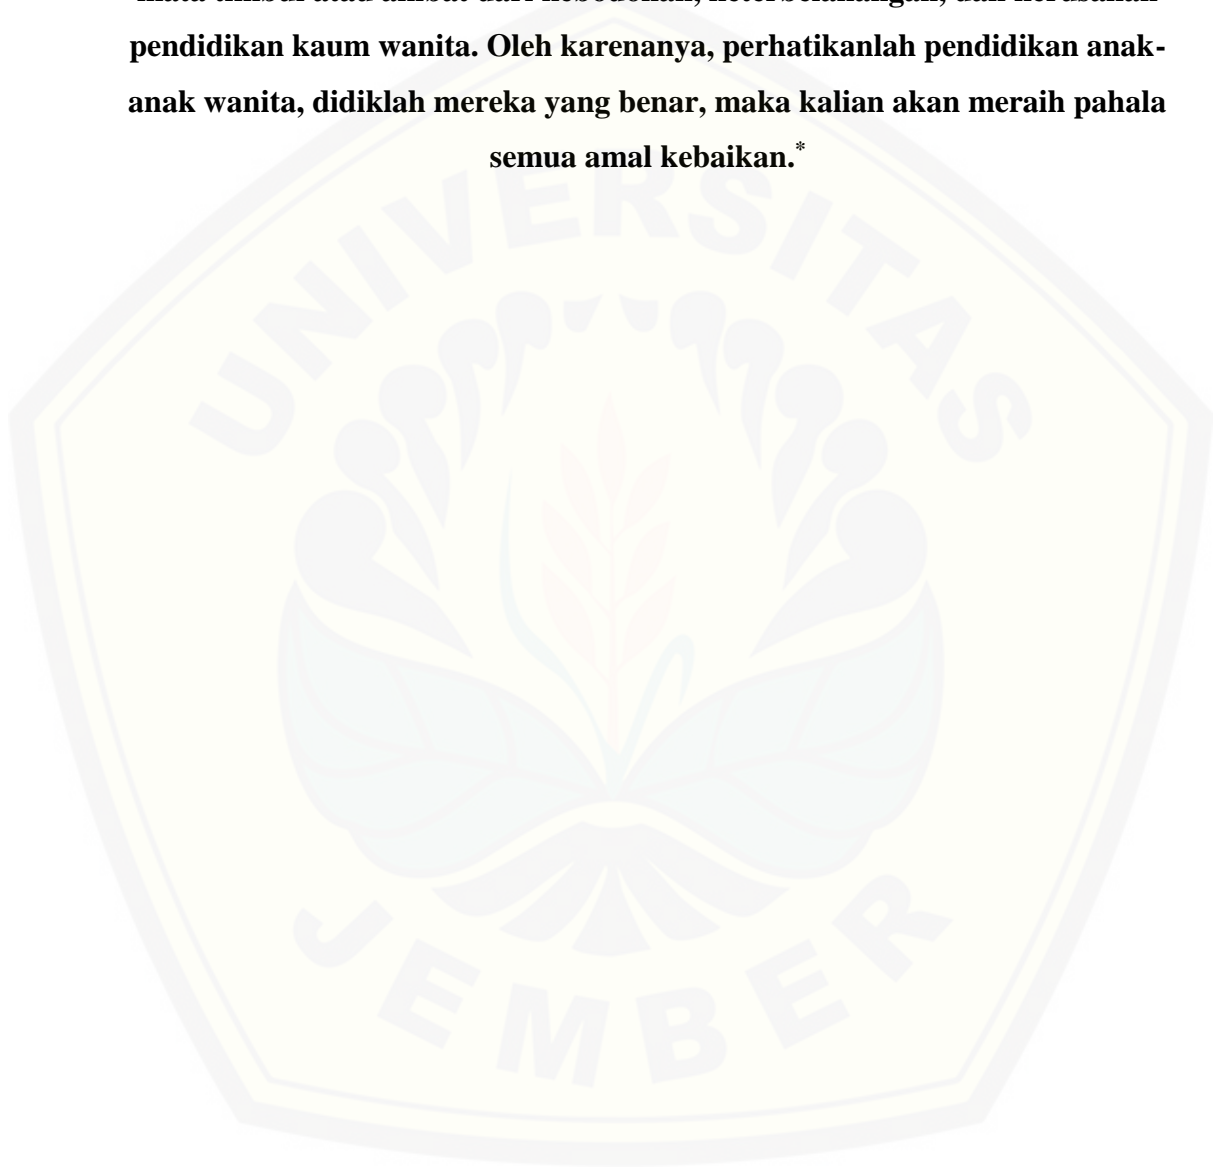 pendidikan kaum wanita. Oleh karenanya, perhatikanlah pendidikan anak-
anak wanita, didiklah mereka yang benar, maka kalian akan meraih pahala
semua amal kebaikan.*
UNIVERSITAS
JEMBER